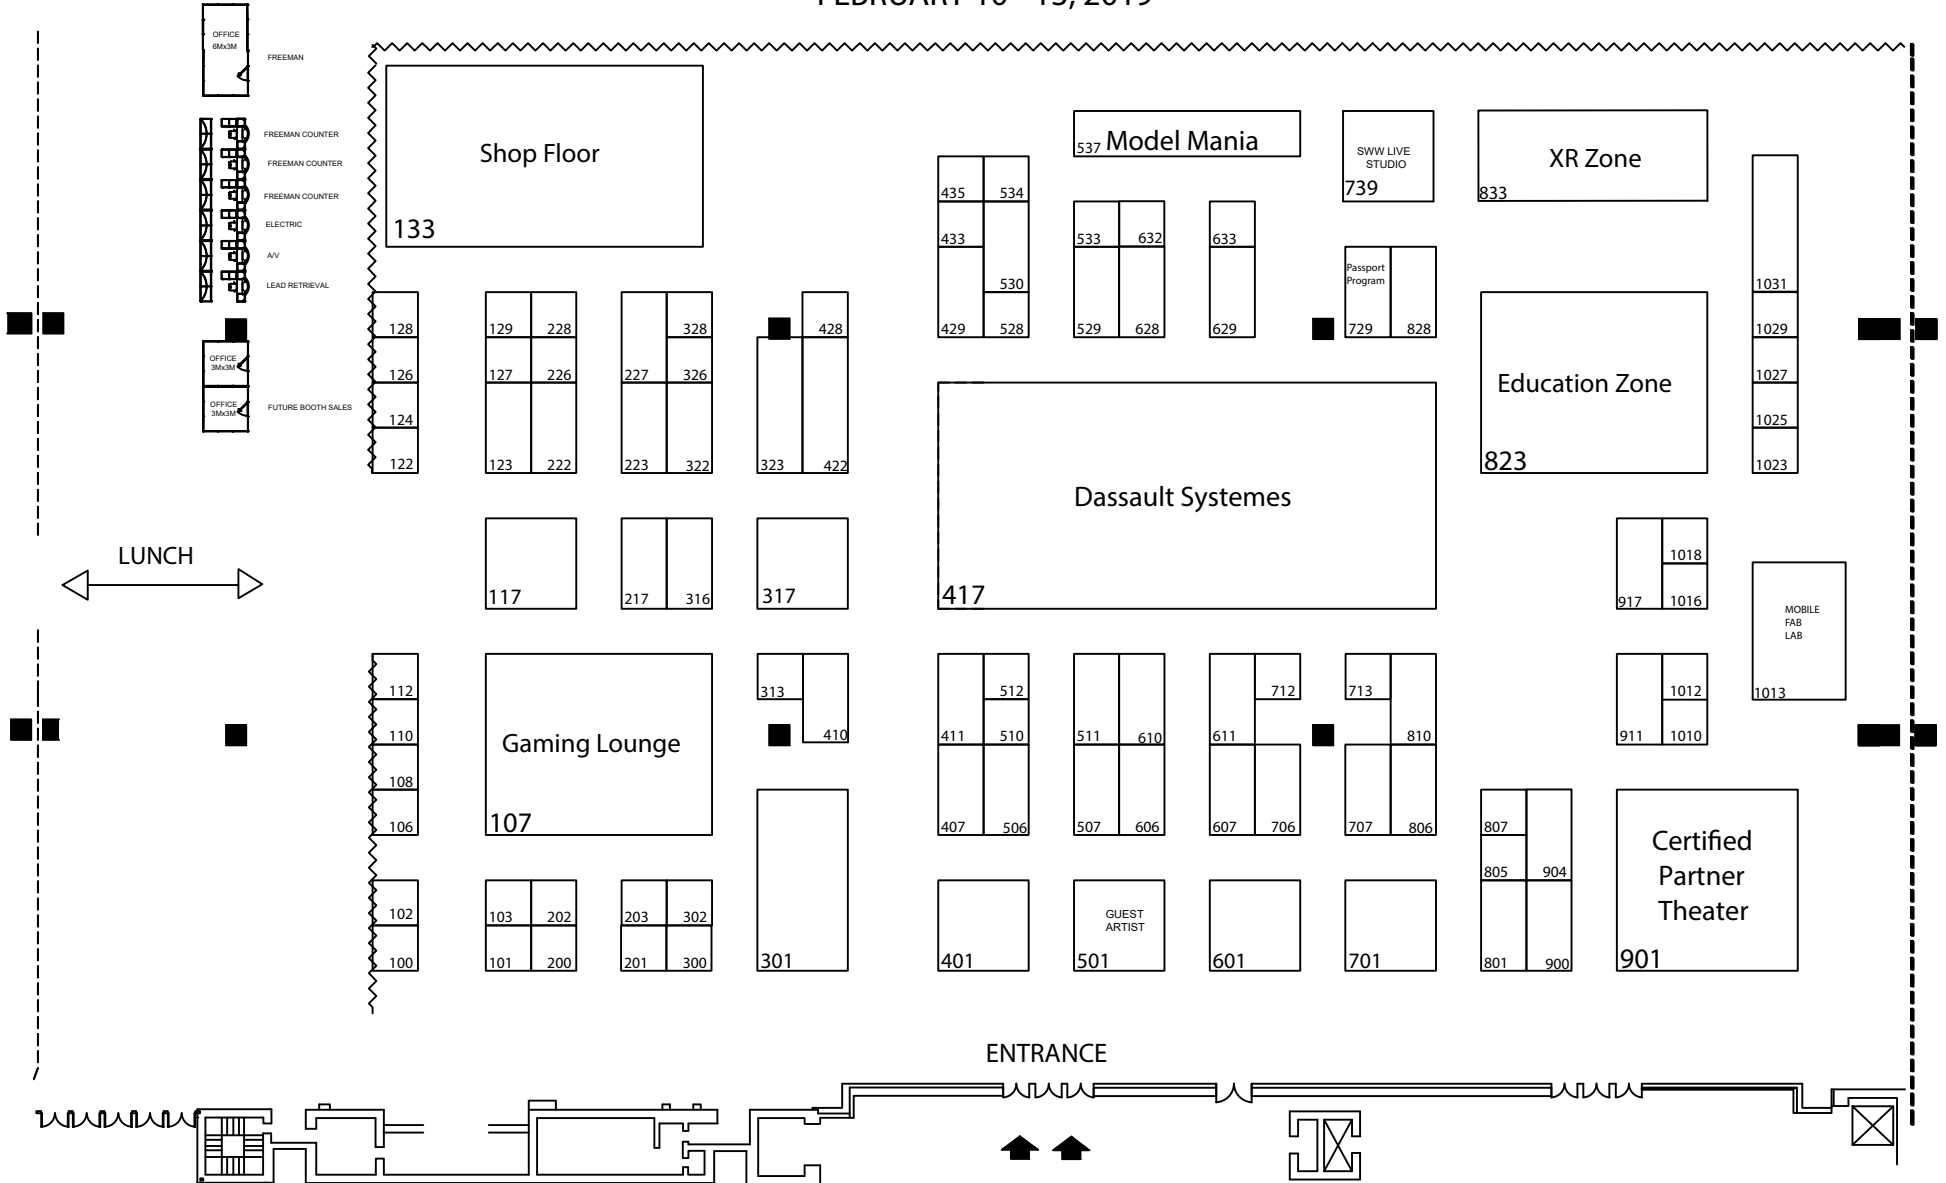 FEBRUARY 10 - 13, 2019
OFFICE
6Mx3M
FREEMAN
FREEMAN COUNTER
FREEMAN COUNTER
FREEMAN COUNTER
ELECTRIC
A/V
LEAD RETRIEVAL
OFFICE
3Mx3M
OFFICE
3Mx3M
FUTURE BOOTH SALES
LUNCH
Shop Floor
133
537 Model Mania
SWW LIVE
STUDIO
739
XR Zone
833
435 534
433
530
429 528
533 632
529 628
633
629
Passport
Program
729 828
1031
1029
1027
1025
1023
128
126
124
122
129 228
127 226
123 222
328
227 326
223 322
428
323 422
Education Zone
823
Dassault Systemes
417
117
217 316
317
1018
917 1016
MOBILE
FAB
LAB
1013
112
110
108
106
Gaming Lounge
107
313
410
512
411 510
407 506
511 610
507 606
712
611
607 706
713
810
707 806
1012
911 1010
807
805 904
801 900
Certified
Partner
Theater
901
102
100
103 202
101 200
203 302
201 300
301
401
GUEST
ARTIST
501
601
701
ENTRANCE